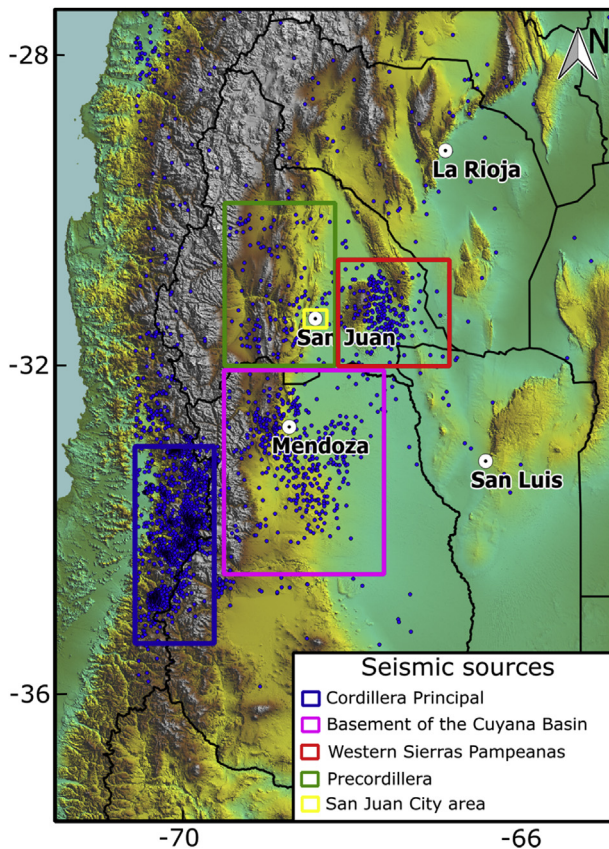 -28
N
La Rioja
San Juan
-32
Mendoza
San Luis
-36
Seismic sources
Cordillera Principal
Basement of the Cuyana Basin
Western Sierras Pampeanas
Precordillera
San Juan City area
-70
-66